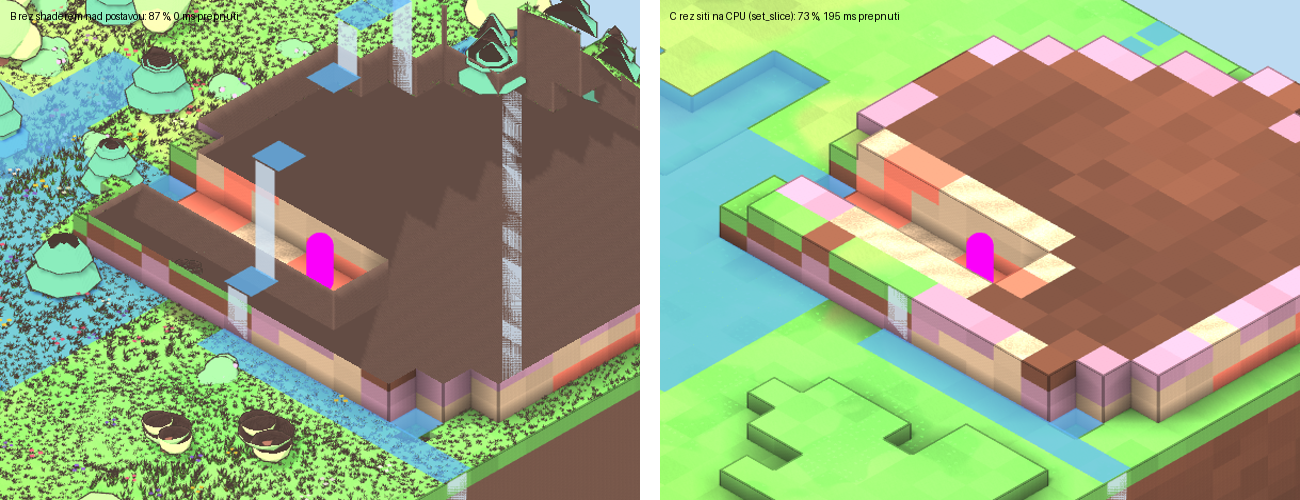 B rez shaderem nad postavou: 87 %, 0 ms prepnuti
C rez siti na CPU (set_slice): 73 %, 195 ms prepnuti